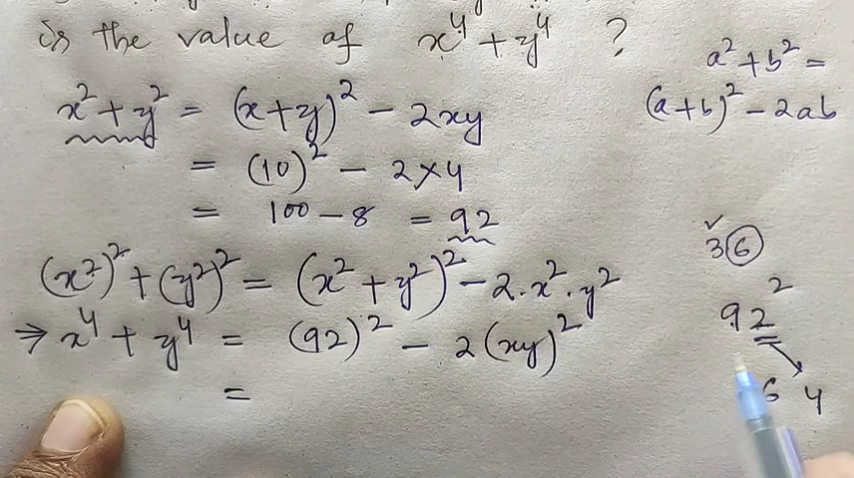 is the value of x⁴ + y⁴ ?
x² + y² = (x+y)² − 2xy
= (10)² − 2×4
= 100 − 8 = 92
(x²)² + (y²)² = (x² + y²)² − 2.x².y²
⇒ x⁴ + y⁴ = (92)² − 2(xy)²
=
a² + b² =
(a+b)² − 2ab
✓
36
92²
6 4